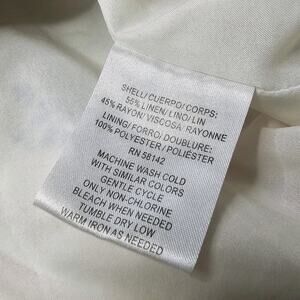 SHELL/ CUERPO/ CORPS:
55% LINEN/ LINO/ LIN
45% RAYON/ VISCOSA/ RAYONNE
LINING/ FORRO/ DOUBLURE:
100% POLYESTER / POLIÉSTER
RN 58142
MACHINE WASH COLD
WITH SIMILAR COLORS
GENTLE CYCLE
ONLY NON-CHLORINE
BLEACH WHEN NEEDED
TUMBLE DRY LOW
WARM IRON AS NEEDED